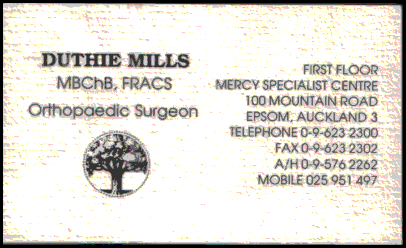 DUTHIE MILLS
MBChB, FRACS
Orthopaedic Surgeon
FIRST FLOOR
MERCY SPECIALIST CENTRE
100 MOUNTAIN ROAD
EPSOM, AUCKLAND 3
TELEPHONE 0-9-623 2300
FAX 0-9-623 2302
A/H 0-9-576 2262
MOBILE 025 951 497